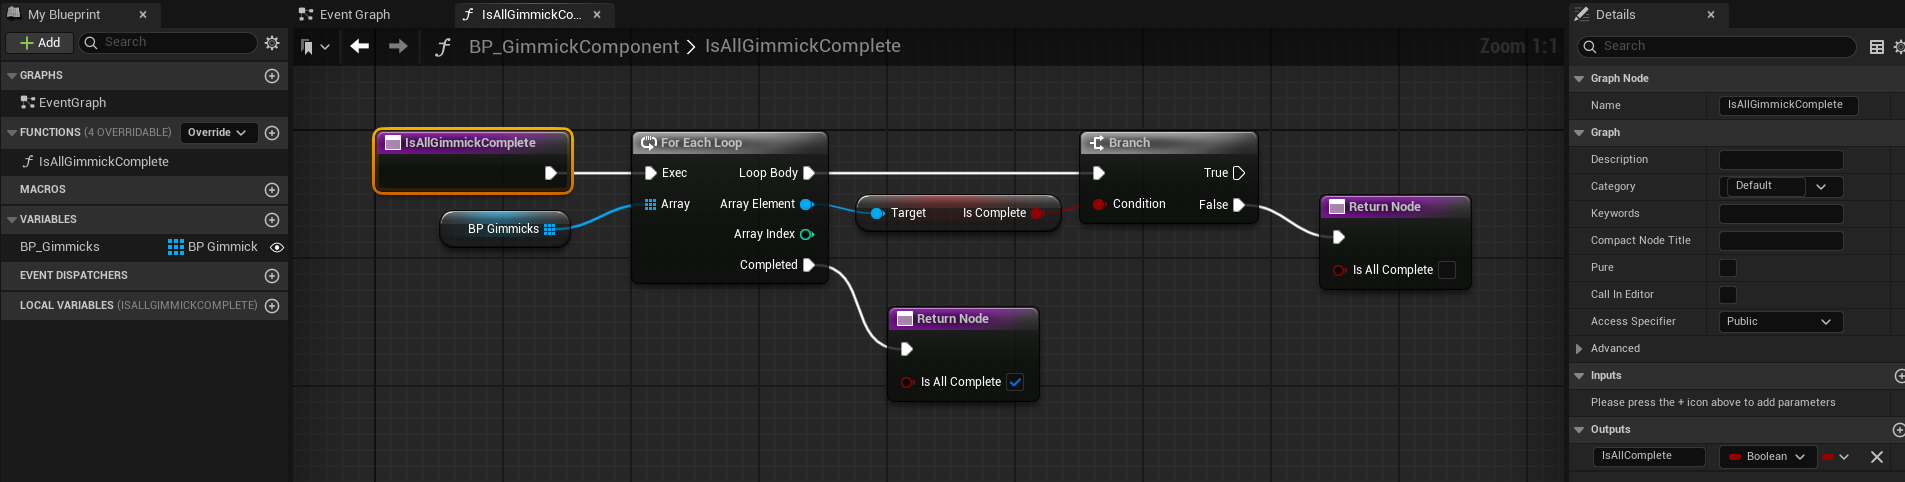 My Blueprint
Add
Search
GRAPHS
EventGraph
FUNCTIONS (4 OVERRIDABLE)
Override
IsAllGimmickComplete
MACROS
VARIABLES
BP_Gimmicks
BP Gimmick
EVENT DISPATCHERS
LOCAL VARIABLES (ISALLGIMMICKCOMPLETE)
Event Graph
IsAllGimmickCo...
BP_GimmickComponent
IsAllGimmickComplete
Zoom 1:1
IsAllGimmickComplete
BP Gimmicks
For Each Loop
Exec
Loop Body
Array
Array Element
Array Index
Completed
Target
Is Complete
Branch
True
Condition
False
Return Node
Is All Complete
Return Node
Is All Complete
Details
Search
Graph Node
Name
IsAllGimmickComplete
Graph
Description
Category
Default
Keywords
Compact Node Title
Pure
Call In Editor
Access Specifier
Public
Advanced
Inputs
Please press the + icon above to add parameters
Outputs
IsAllComplete
Boolean